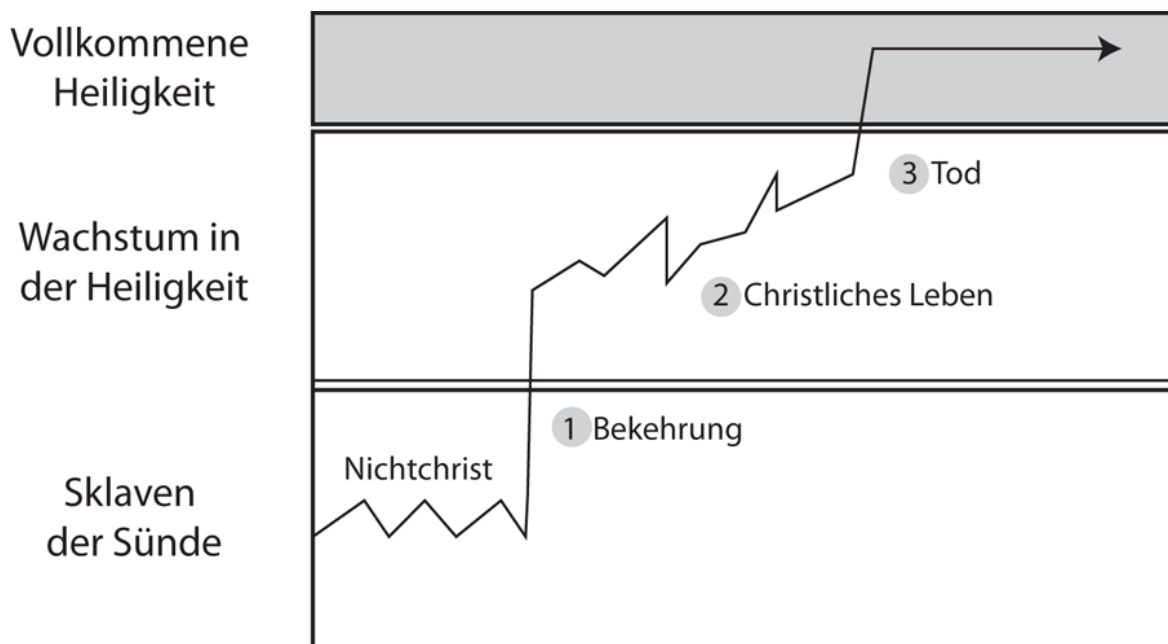 Vollkommene
Heiligkeit
3 Tod
Wachstum in
der Heiligkeit
2 Christliches Leben
1 Bekehrung
Nichtchrist
Sklaven
der Sünde